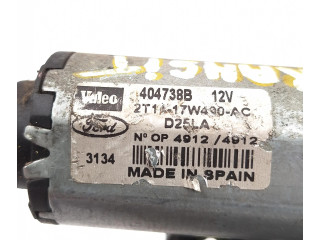 Valeo 404738B 12V
2T1A-17W400-AC
Ford D25LA
Nº OP 4912/4912
3134
MADE IN SPAIN